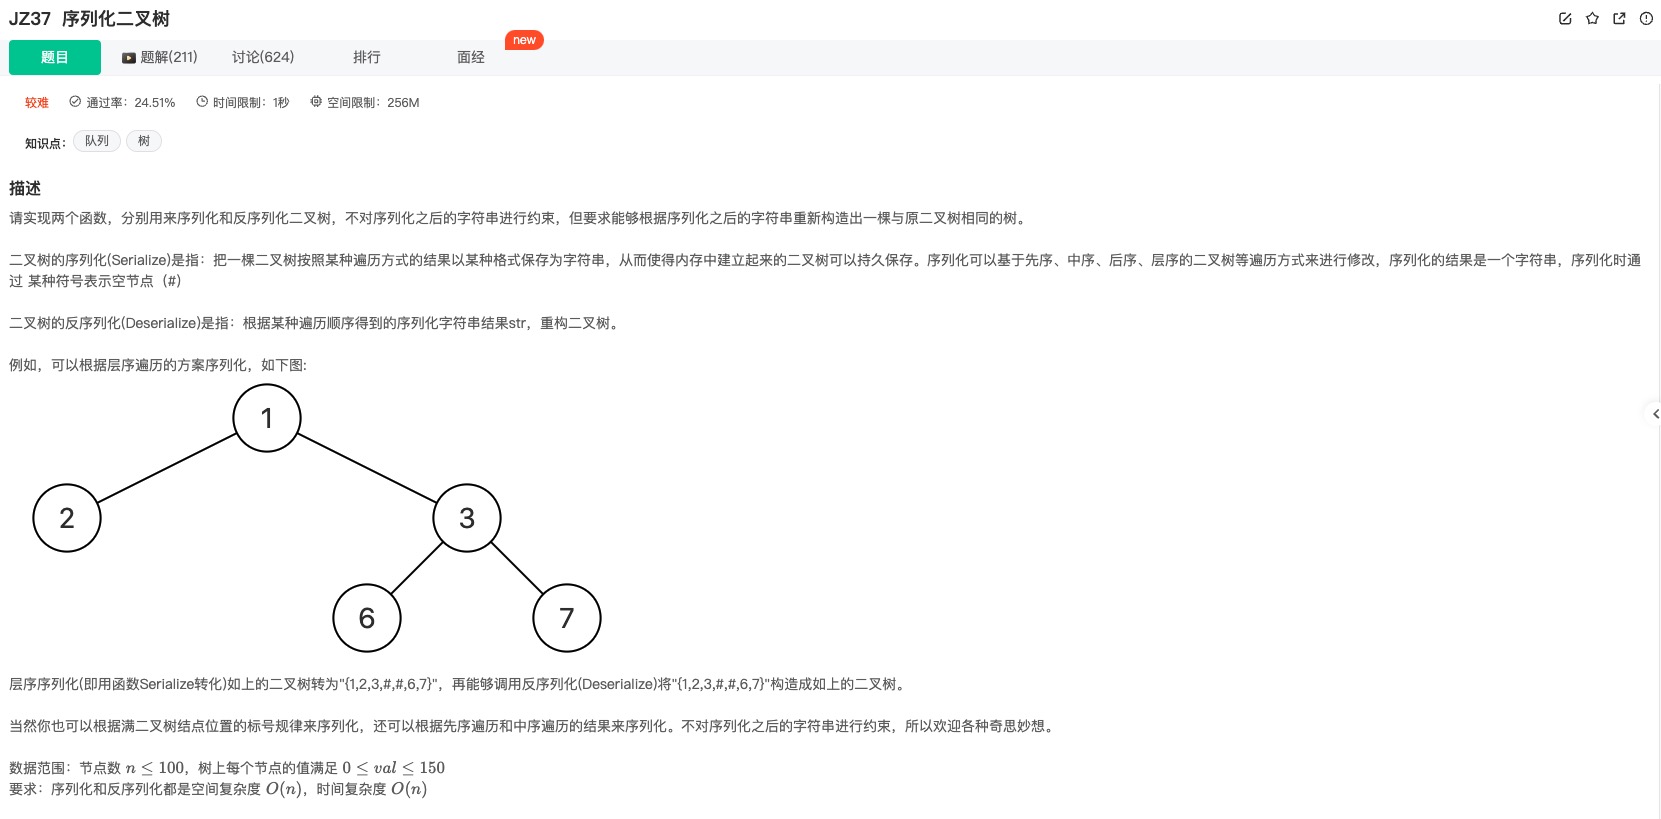 JZ37 序列化二叉树
new
题目 题解(211) 讨论(624) 排行 面经
较难 通过率：24.51% 时间限制：1秒 空间限制：256M
知识点： 队列 树
描述
请实现两个函数，分别用来序列化和反序列化二叉树，不对序列化之后的字符串进行约束，但要求能够根据序列化之后的字符串重新构造出一棵与原二叉树相同的树。
二叉树的序列化(Serialize)是指：把一棵二叉树按照某种遍历方式的结果以某种格式保存为字符串，从而使得内存中建立起来的二叉树可以持久保存。序列化可以基于先序、中序、后序、层序的二叉树等遍历方式来进行修改，序列化的结果是一个字符串，序列化时通
过 某种符号表示空节点（#）
二叉树的反序列化(Deserialize)是指：根据某种遍历顺序得到的序列化字符串结果str，重构二叉树。
例如，可以根据层序遍历的方案序列化，如下图:
1
2
3
6
7
层序序列化(即用函数Serialize转化)如上的二叉树转为"{1,2,3,#,#,6,7}"，再能够调用反序列化(Deserialize)将"{1,2,3,#,#,6,7}"构造成如上的二叉树。
当然你也可以根据满二叉树结点位置的标号规律来序列化，还可以根据先序遍历和中序遍历的结果来序列化。不对序列化之后的字符串进行约束，所以欢迎各种奇思妙想。
数据范围：节点数 n ≤ 100，树上每个节点的值满足 0 ≤ val ≤ 150
要求：序列化和反序列化都是空间复杂度 O(n)，时间复杂度 O(n)